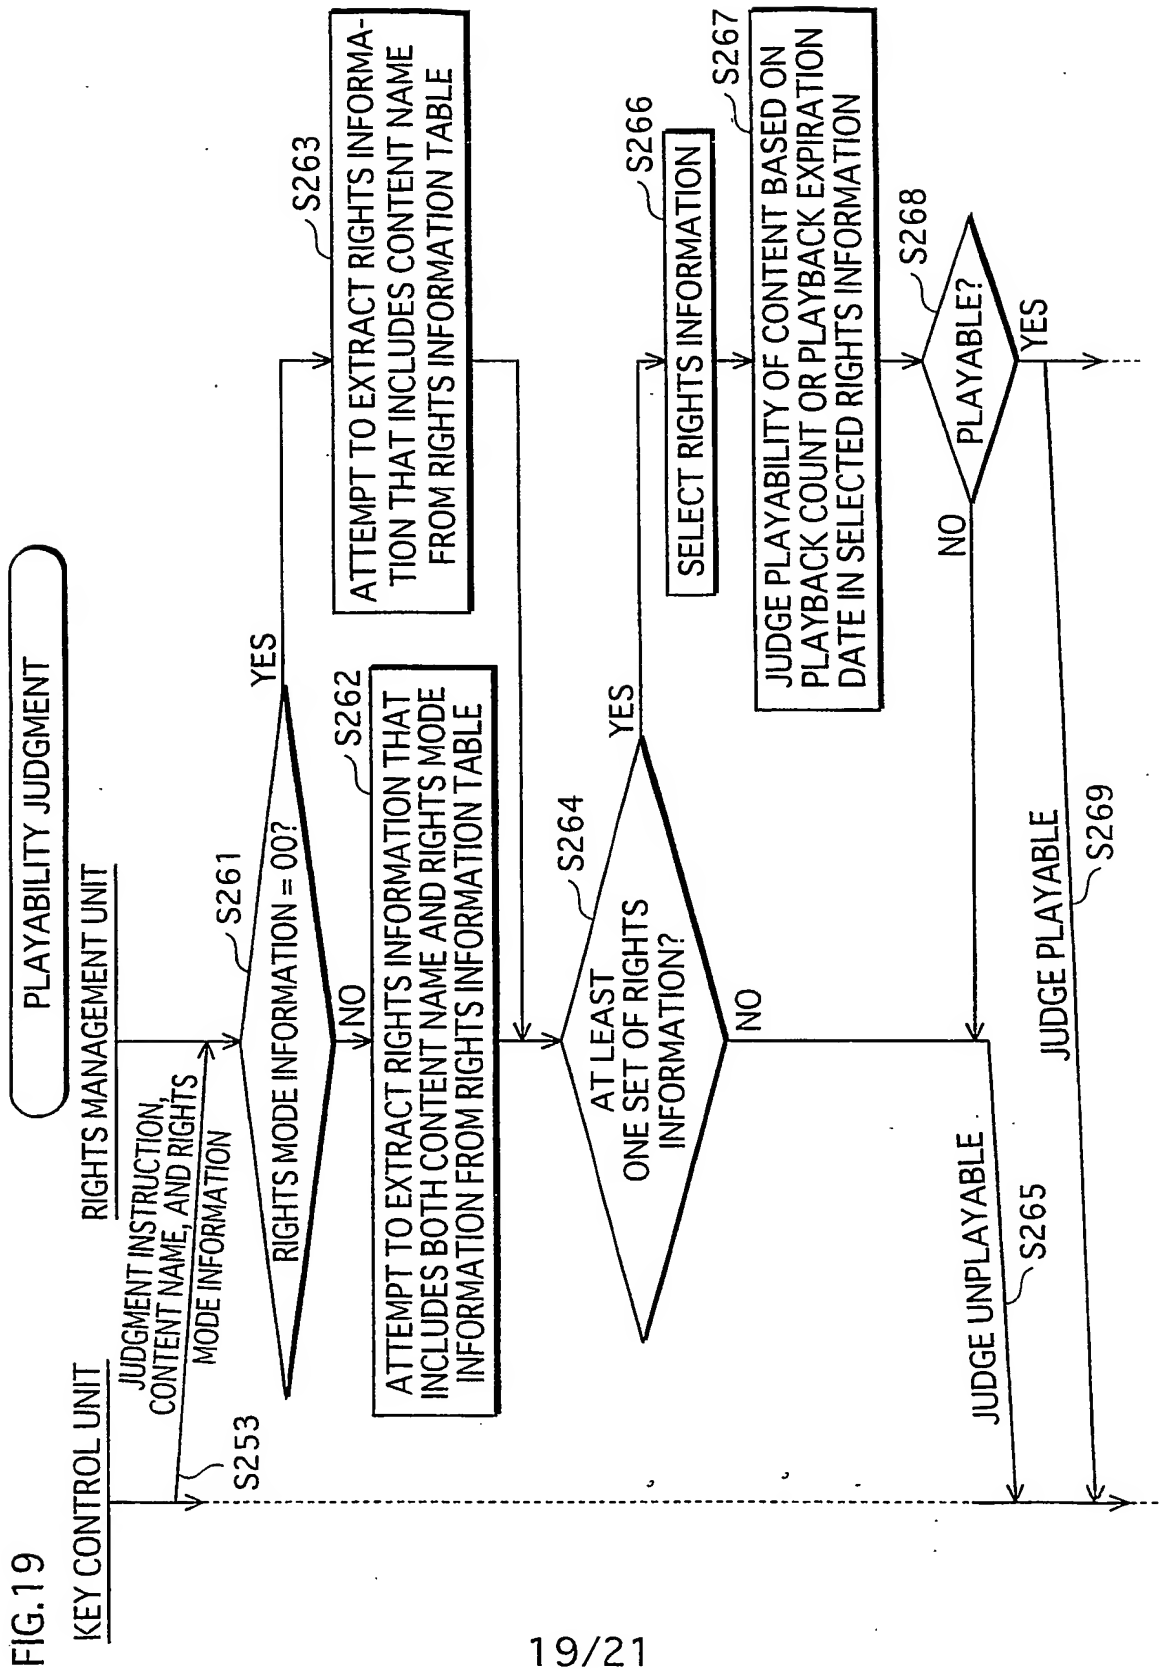 FIG.19
PLAYABILITY JUDGMENT
KEY CONTROL UNIT
RIGHTS MANAGEMENT UNIT
JUDGMENT INSTRUCTION,
CONTENT NAME, AND RIGHTS
MODE INFORMATION
S253
S261
RIGHTS MODE INFORMATION = 00?
YES
NO
S263
ATTEMPT TO EXTRACT RIGHTS INFORMA-
TION THAT INCLUDES CONTENT NAME
FROM RIGHTS INFORMATION TABLE
S262
ATTEMPT TO EXTRACT RIGHTS INFORMATION THAT
INCLUDES BOTH CONTENT NAME AND RIGHTS MODE
INFORMATION FROM RIGHTS INFORMATION TABLE
S264
AT LEAST
ONE SET OF RIGHTS
INFORMATION?
YES
NO
S266
SELECT RIGHTS INFORMATION
S267
JUDGE PLAYABILITY OF CONTENT BASED ON
PLAYBACK COUNT OR PLAYBACK EXPIRATION
DATE IN SELECTED RIGHTS INFORMATION
S268
PLAYABLE?
NO
YES
JUDGE UNPLAYABLE
S265
JUDGE PLAYABLE
S269
19/21